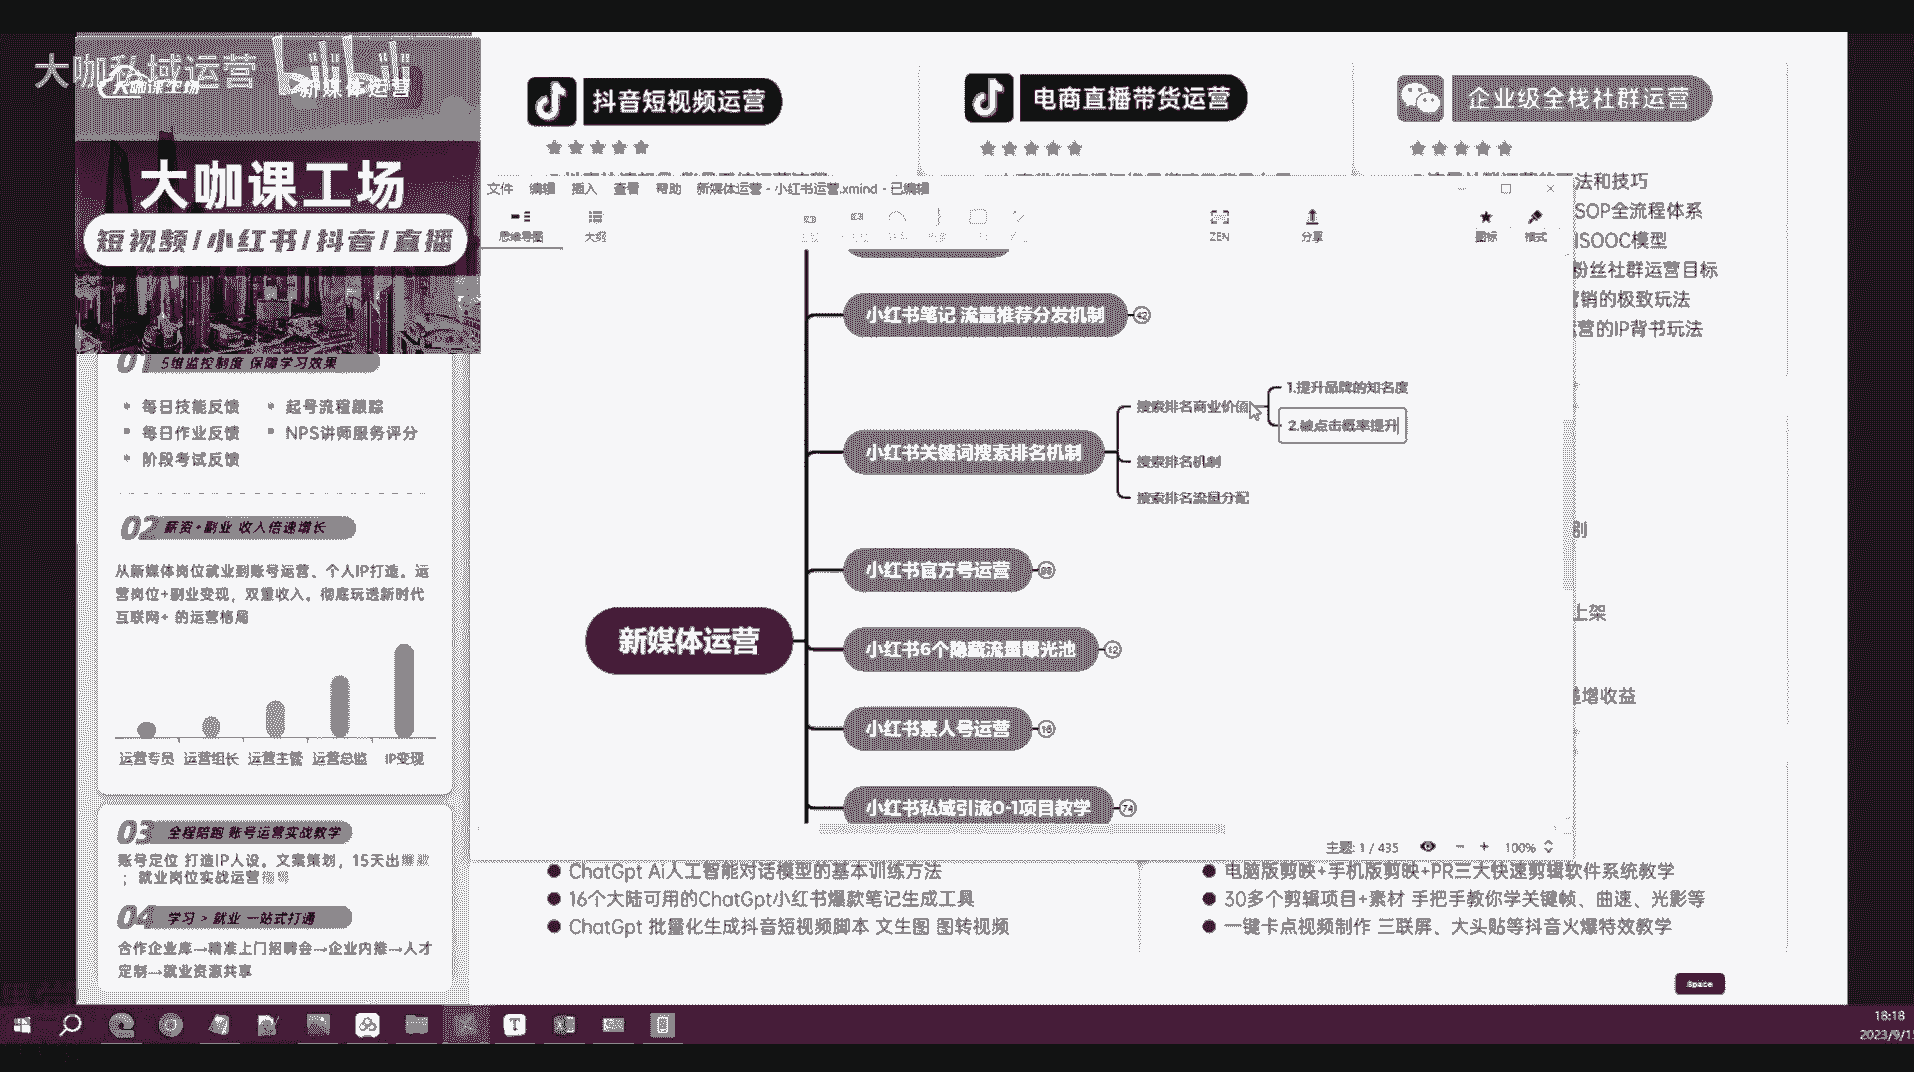 大咖私域运营
bilibili
大咖课工场
新媒体运营
大咖课工场
短视频/小红书/抖音/直播
01 5维监控制度 保障学习效果
每日技能反馈
起号流程跟踪
每日作业反馈
NPS讲师服务评分
阶段考试反馈
02 薪资+副业 收入倍速增长
从新媒体岗位就业到账号运营、个人IP打造。运
营岗位+副业变现，双重收入。彻底玩透新时代
互联网+ 的运营格局
运营专员 运营组长 运营主管 运营总监 IP变现
03 全程陪跑 账号运营实战教学
账号定位 打造IP人设，文案策划，15天出爆款
；就业岗位实战运营指导
04 学习 > 就业 一站式打通
合作企业库→精准上门招聘会→企业内推→人才
定制→就业资源共享
抖音短视频运营
电商直播带货运营
企业级全栈社群运营
法和技巧
SOP全流程体系
ISOOC模型
粉丝社群运营目标
营销的极致玩法
营的IP背书玩法
别
上架
递增收益
文件 编辑 插入 查看 帮助 新媒体运营 - 小红书运营.xmind - 已编辑
思维导图 大纲 ZEN 分享 图标 格式
小红书笔记 流量推荐分发机制 42
小红书关键词搜索排名机制
搜索排名商业价值
1.提升品牌的知名度
2.被点击概率提升
搜索排名机制
搜索排名流量分配
小红书官方号运营
小红书6个隐藏流量曝光池 12
新媒体运营
小红书素人号运营 16
小红书私域引流0-1项目教学 74
主题: 1 / 435
100%
ChatGpt Ai人工智能对话模型的基本训练方法
16个大陆可用的ChatGpt小红书爆款笔记生成工具
ChatGpt 批量化生成抖音短视频脚本 文生图 图转视频
电脑版剪映+手机版剪映+PR三大快速剪辑软件系统教学
30多个剪辑项目+素材 手把手教你学关键帧、曲速、光影等
一键卡点视频制作 三联屏、大头贴等抖音火爆特效教学
Space
18:18
2023/9/1